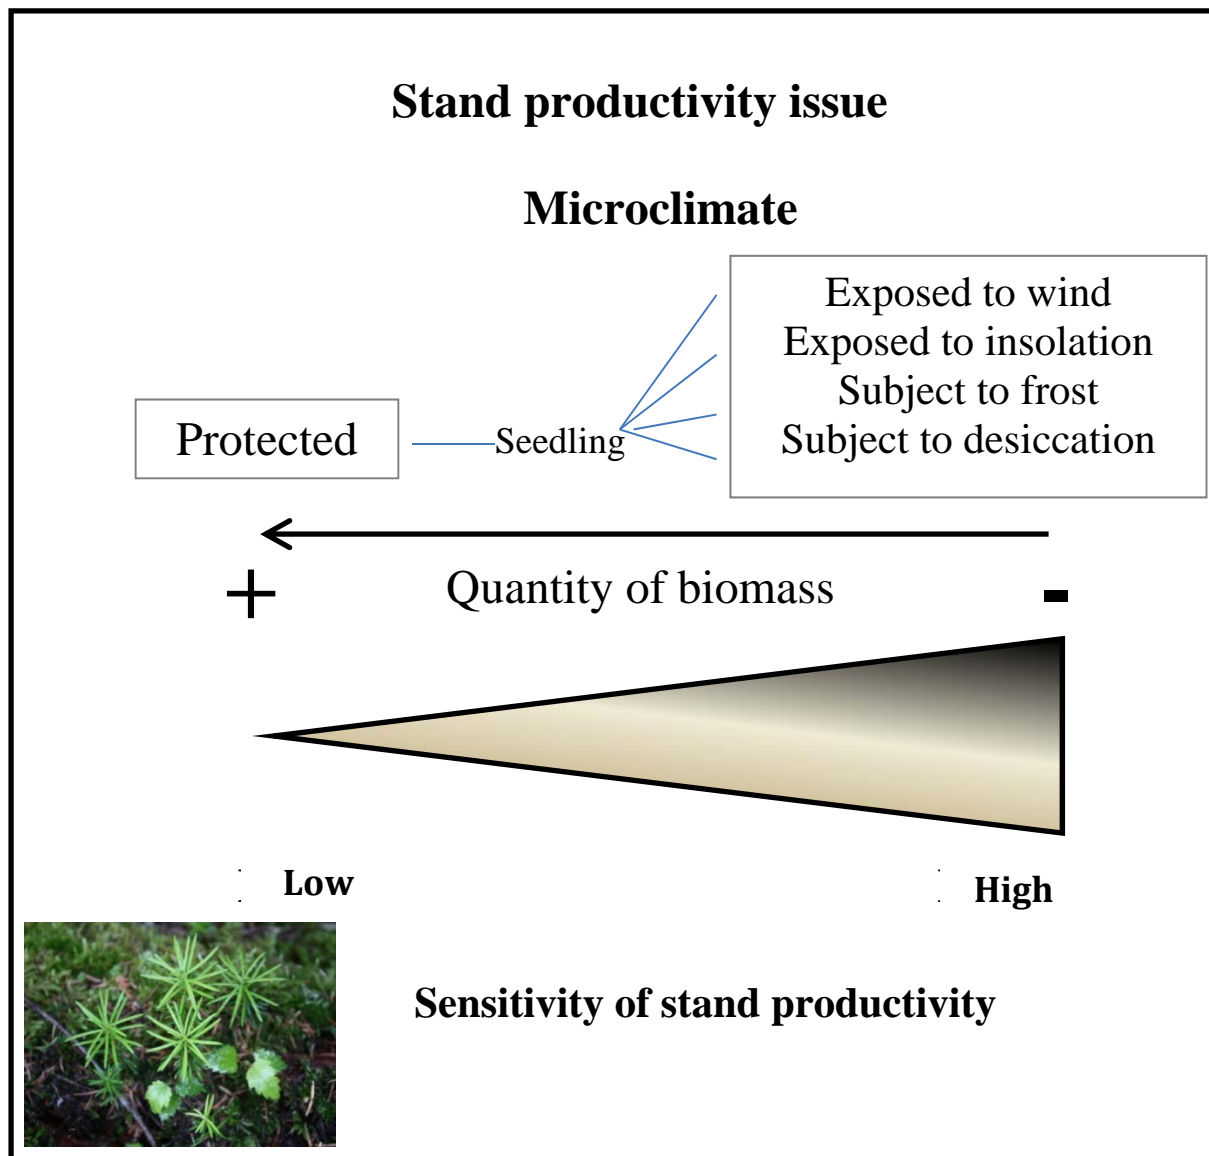 Stand productivity issue
Microclimate
Exposed to wind
Exposed to insolation
Subject to frost
Subject to desiccation
Protected
Seedling
+ Quantity of biomass -
Low
High
Sensitivity of stand productivity